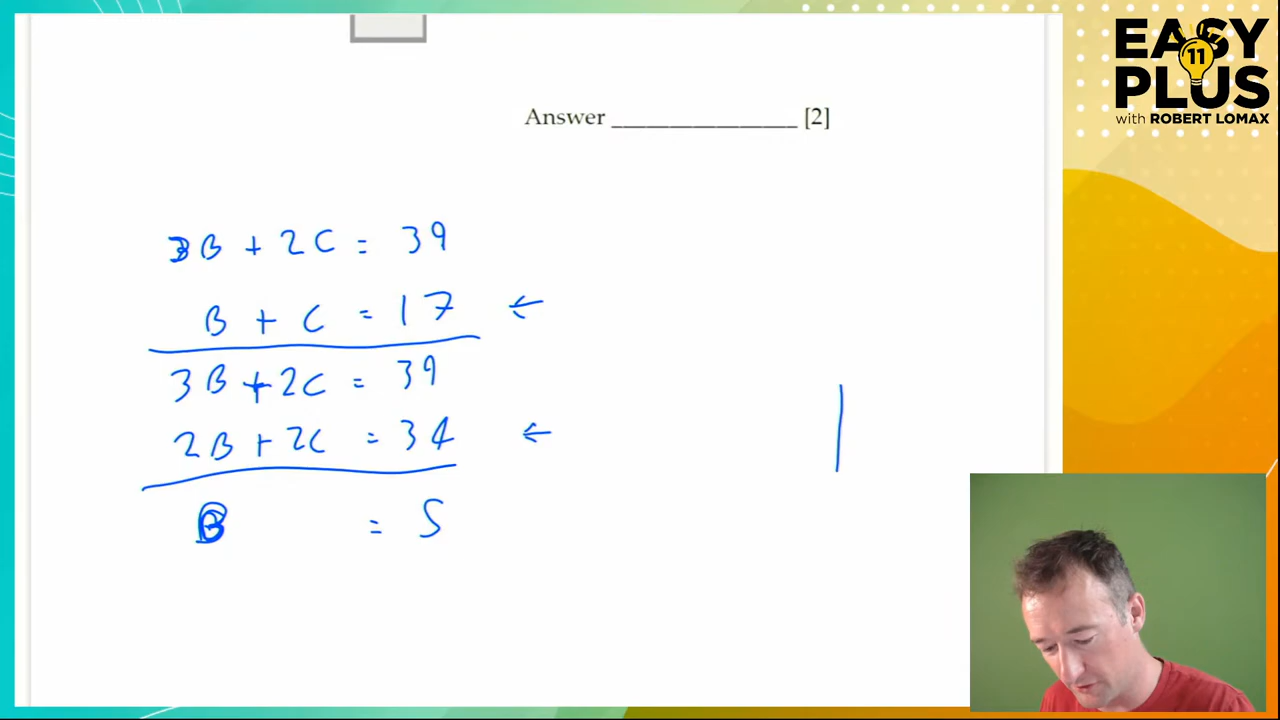 EASY
11
PLUS
with ROBERT LOMAX
Answer ________________ [2]
3B + 2C = 39
B + C = 17 ←
3B + 2C = 39
2B + 2C = 34 ←
B = 5